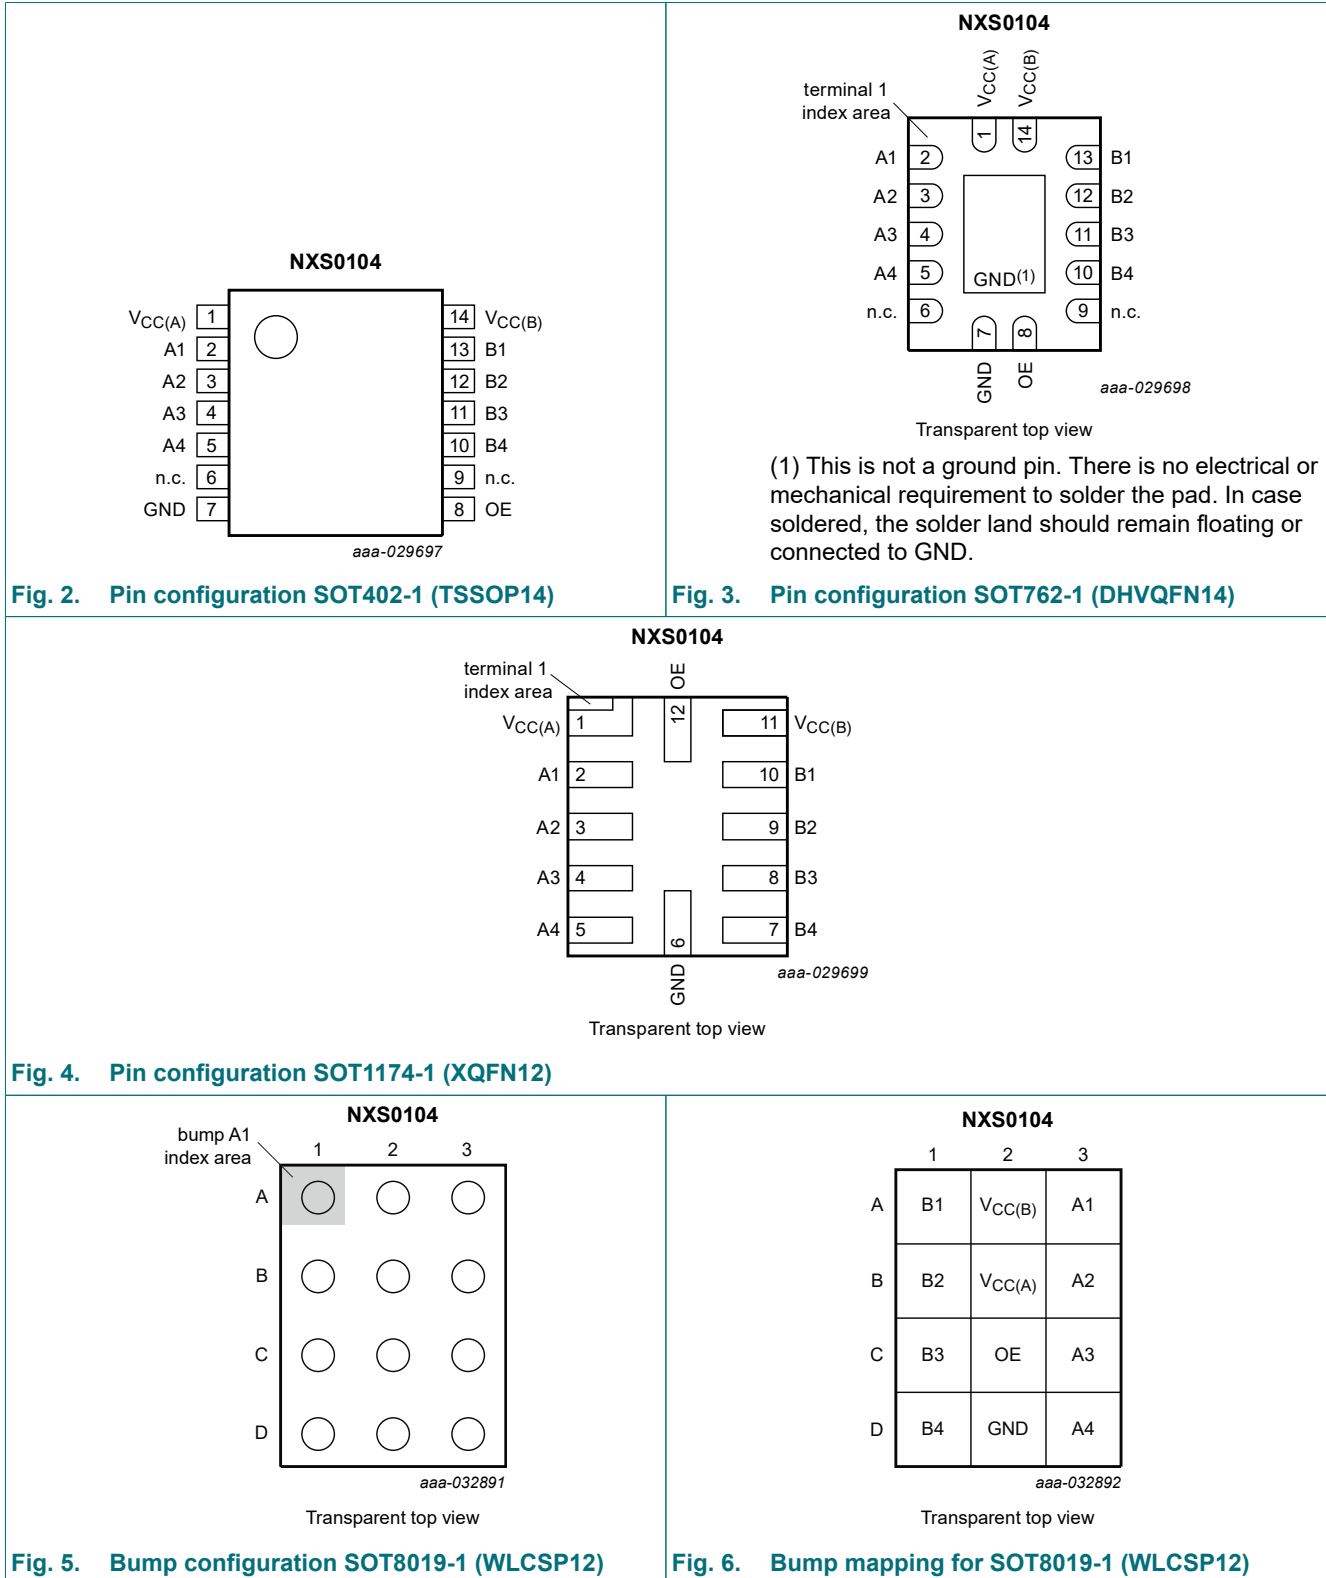 NXS0104
VCC(A) 1 14 VCC(B)
A1 2 13 B1
A2 3 12 B2
A3 4 11 B3
A4 5 10 B4
n.c. 6 9 n.c.
GND 7 8 OE
aaa-029697
Fig. 2. Pin configuration SOT402-1 (TSSOP14)
NXS0104
terminal 1
index area
VCC(A) VCC(B)
1 14
A1 2 13 B1
A2 3 12 B2
A3 4 11 B3
A4 5 10 B4
GND(1)
n.c. 6 9 n.c.
7 8
GND OE
aaa-029698
Transparent top view
(1) This is not a ground pin. There is no electrical or
mechanical requirement to solder the pad. In case
soldered, the solder land should remain floating or
connected to GND.
Fig. 3. Pin configuration SOT762-1 (DHVQFN14)
NXS0104
terminal 1
index area
OE
VCC(A) 1 12 11 VCC(B)
A1 2 10 B1
A2 3 9 B2
A3 4 8 B3
A4 5 6 7 B4
GND
aaa-029699
Transparent top view
Fig. 4. Pin configuration SOT1174-1 (XQFN12)
NXS0104
bump A1
index area
1 2 3
A
B
C
D
aaa-032891
Transparent top view
Fig. 5. Bump configuration SOT8019-1 (WLCSP12)
NXS0104
1 2 3
A B1 VCC(B) A1
B B2 VCC(A) A2
C B3 OE A3
D B4 GND A4
aaa-032892
Transparent top view
Fig. 6. Bump mapping for SOT8019-1 (WLCSP12)